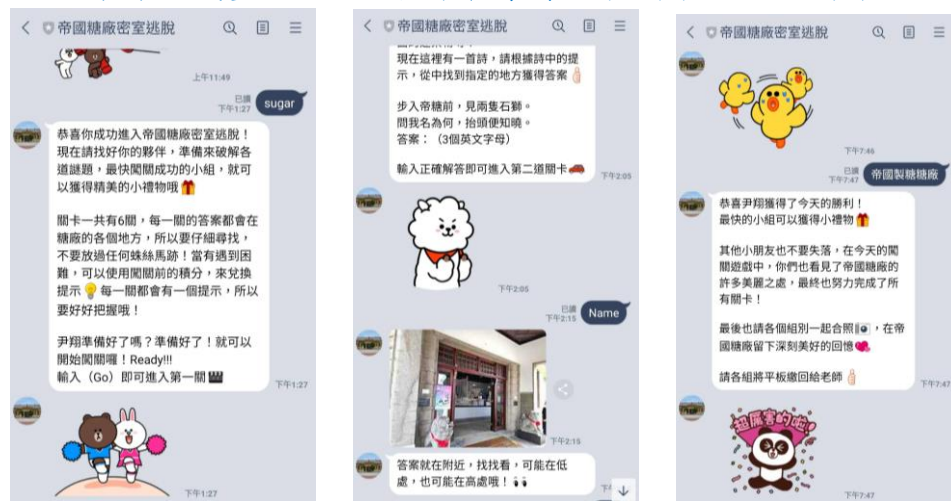 帝國糖廠密室逃脫
上午11:49
已讀
下午1:27
sugar
恭喜你成功進入帝國糖廠密室逃脫！
現在請找好你的夥伴，準備來破解各
道謎題，最快闖關成功的小組，就可
以獲得精美的小禮物哦🎁
關卡一共有6關，每一關的答案都會在
糖廠的各個地方，所以要仔細尋找，
不要放過任何蛛絲馬跡！當有遇到困
難，可以使用闖關前的積分，來兌換
提示💡每一關都會有一個提示，所以
要好好把握哦！
尹翔準備好了嗎？準備好了！就可以
開始闖關囉！Ready!!!
輸入（Go）即可進入第一關
下午1:27
下午1:27
帝國糖廠密室逃脫
現在這裡有一首詩，請根據詩中的提
示，從中找到指定的地方獲得答案
步入帝糖前，見兩隻石獅。
問我名為何，抬頭便知曉。
答案：（3個英文字母）
輸入正確解答即可進入第二道關卡🚗
下午2:05
下午2:05
已讀
下午2:15
Name
下午2:15
答案就在附近，找找看，可能在低
處，也可能在高處哦！👀
帝國糖廠密室逃脫
下午7:46
已讀
下午7:47
帝國製糖糖廠
恭喜尹翔獲得了今天的勝利！
最快的小組可以獲得小禮物🎁
其他小朋友也不要失落，在今天的闖
關遊戲中，你們也看見了帝國糖廠的
許多美麗之處，最終也努力完成了所
有關卡！
最後也請各個組別一起合照📷，在帝
國糖廠留下深刻美好的回憶💞
請各組將平板繳回給老師
下午7:47
超厲害的啦！
下午7:47